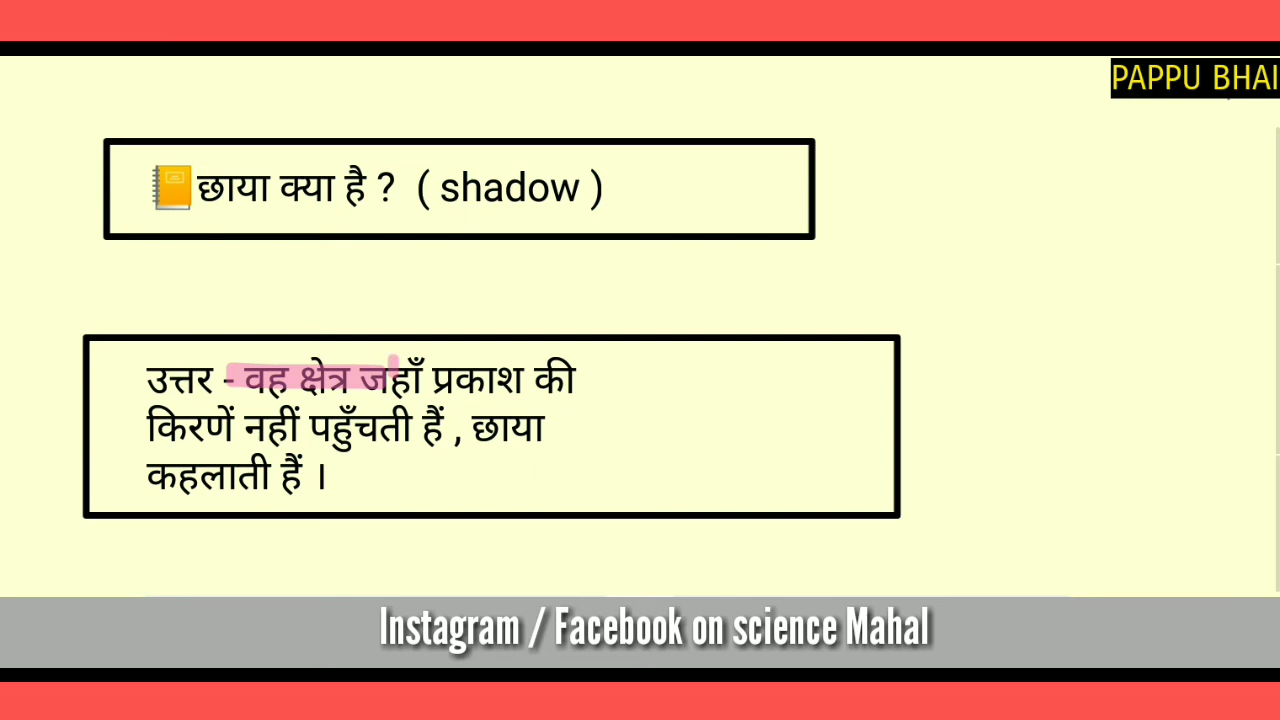 PAPPU BHAI
छाया क्या है ? ( shadow )
उत्तर - वह क्षेत्र जहाँ प्रकाश की
किरणें नहीं पहुँचती हैं , छाया
कहलाती हैं ।
Instagram / Facebook on science Mahal